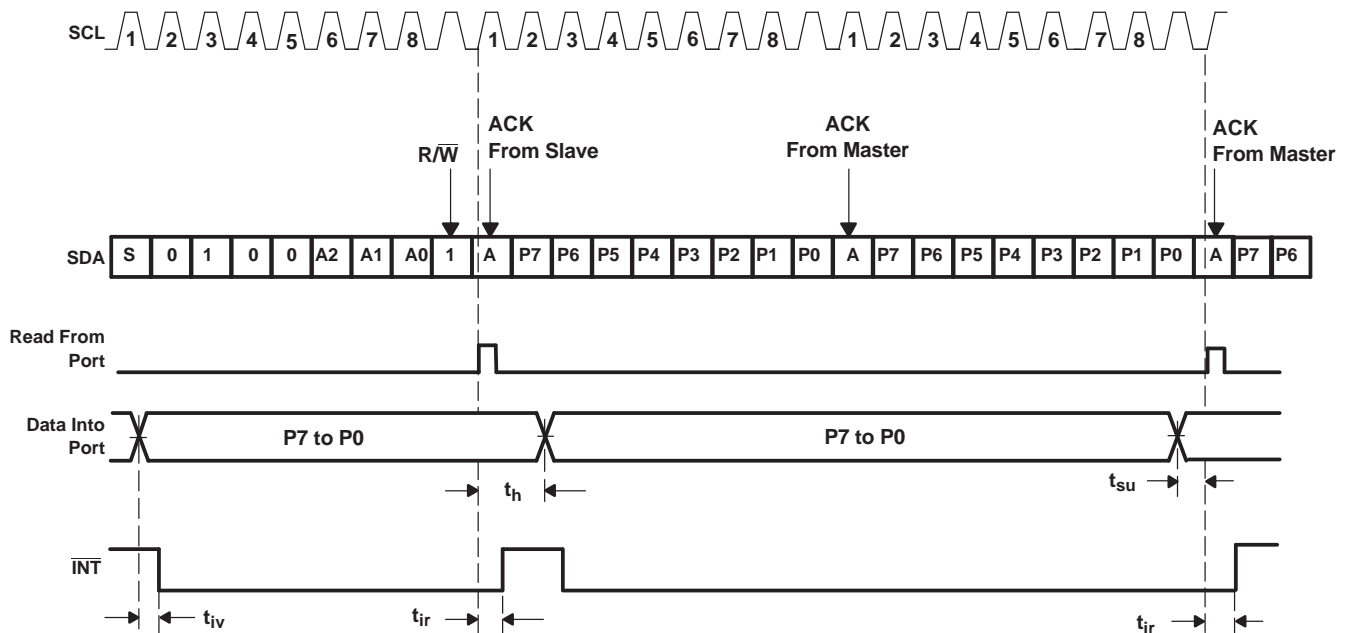 SCL 1 2 3 4 5 6 7 8 1 2 3 4 5 6 7 8 1 2 3 4 5 6 7 8
ACK
From Slave
ACK
From Master
ACK
From Master
R/W̅
SDA S 0 1 0 0 A2 A1 A0 1 A P7 P6 P5 P4 P3 P2 P1 P0 A P7 P6 P5 P4 P3 P2 P1 P0 A P7 P6
Read From
Port
Data Into
Port
P7 to P0 P7 to P0
th
tsu
I̅N̅T̅
tiv
tir
tir